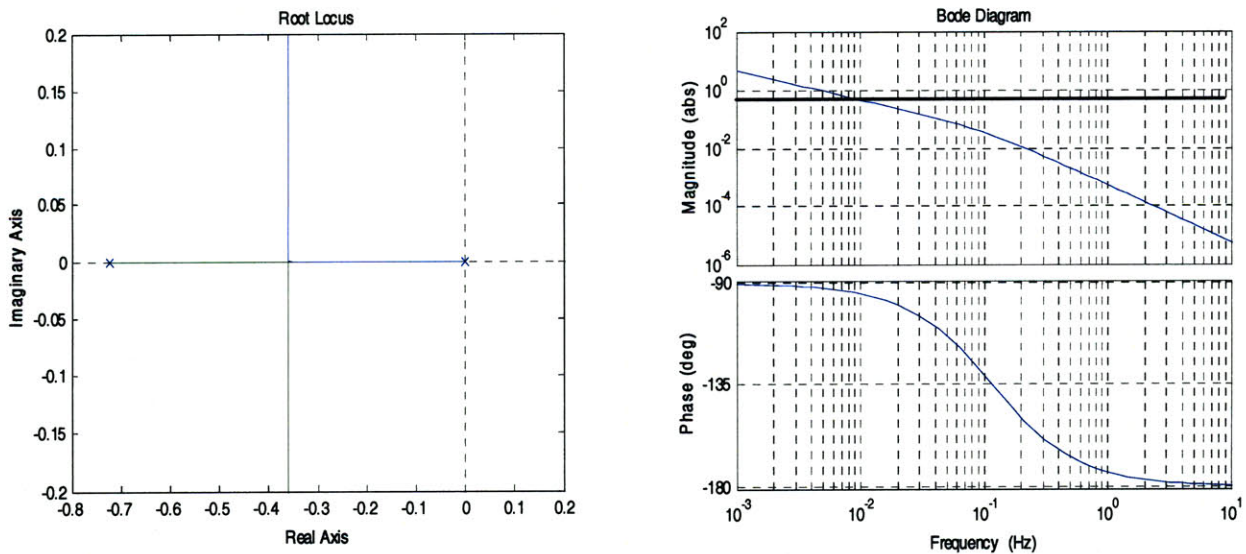 Root Locus
0.2
0.15
0.1
0.05
0
-0.05
-0.1
-0.15
-0.2
Imaginary Axis
-0.8 -0.7 -0.6 -0.5 -0.4 -0.3 -0.2 -0.1 0 0.1 0.2
Real Axis
Bode Diagram
10^2
10^0
10^-2
10^-4
10^-6
Magnitude (abs)
-90
-135
-180
Phase (deg)
10^-3 10^-2 10^-1 10^0 10^1
Frequency (Hz)